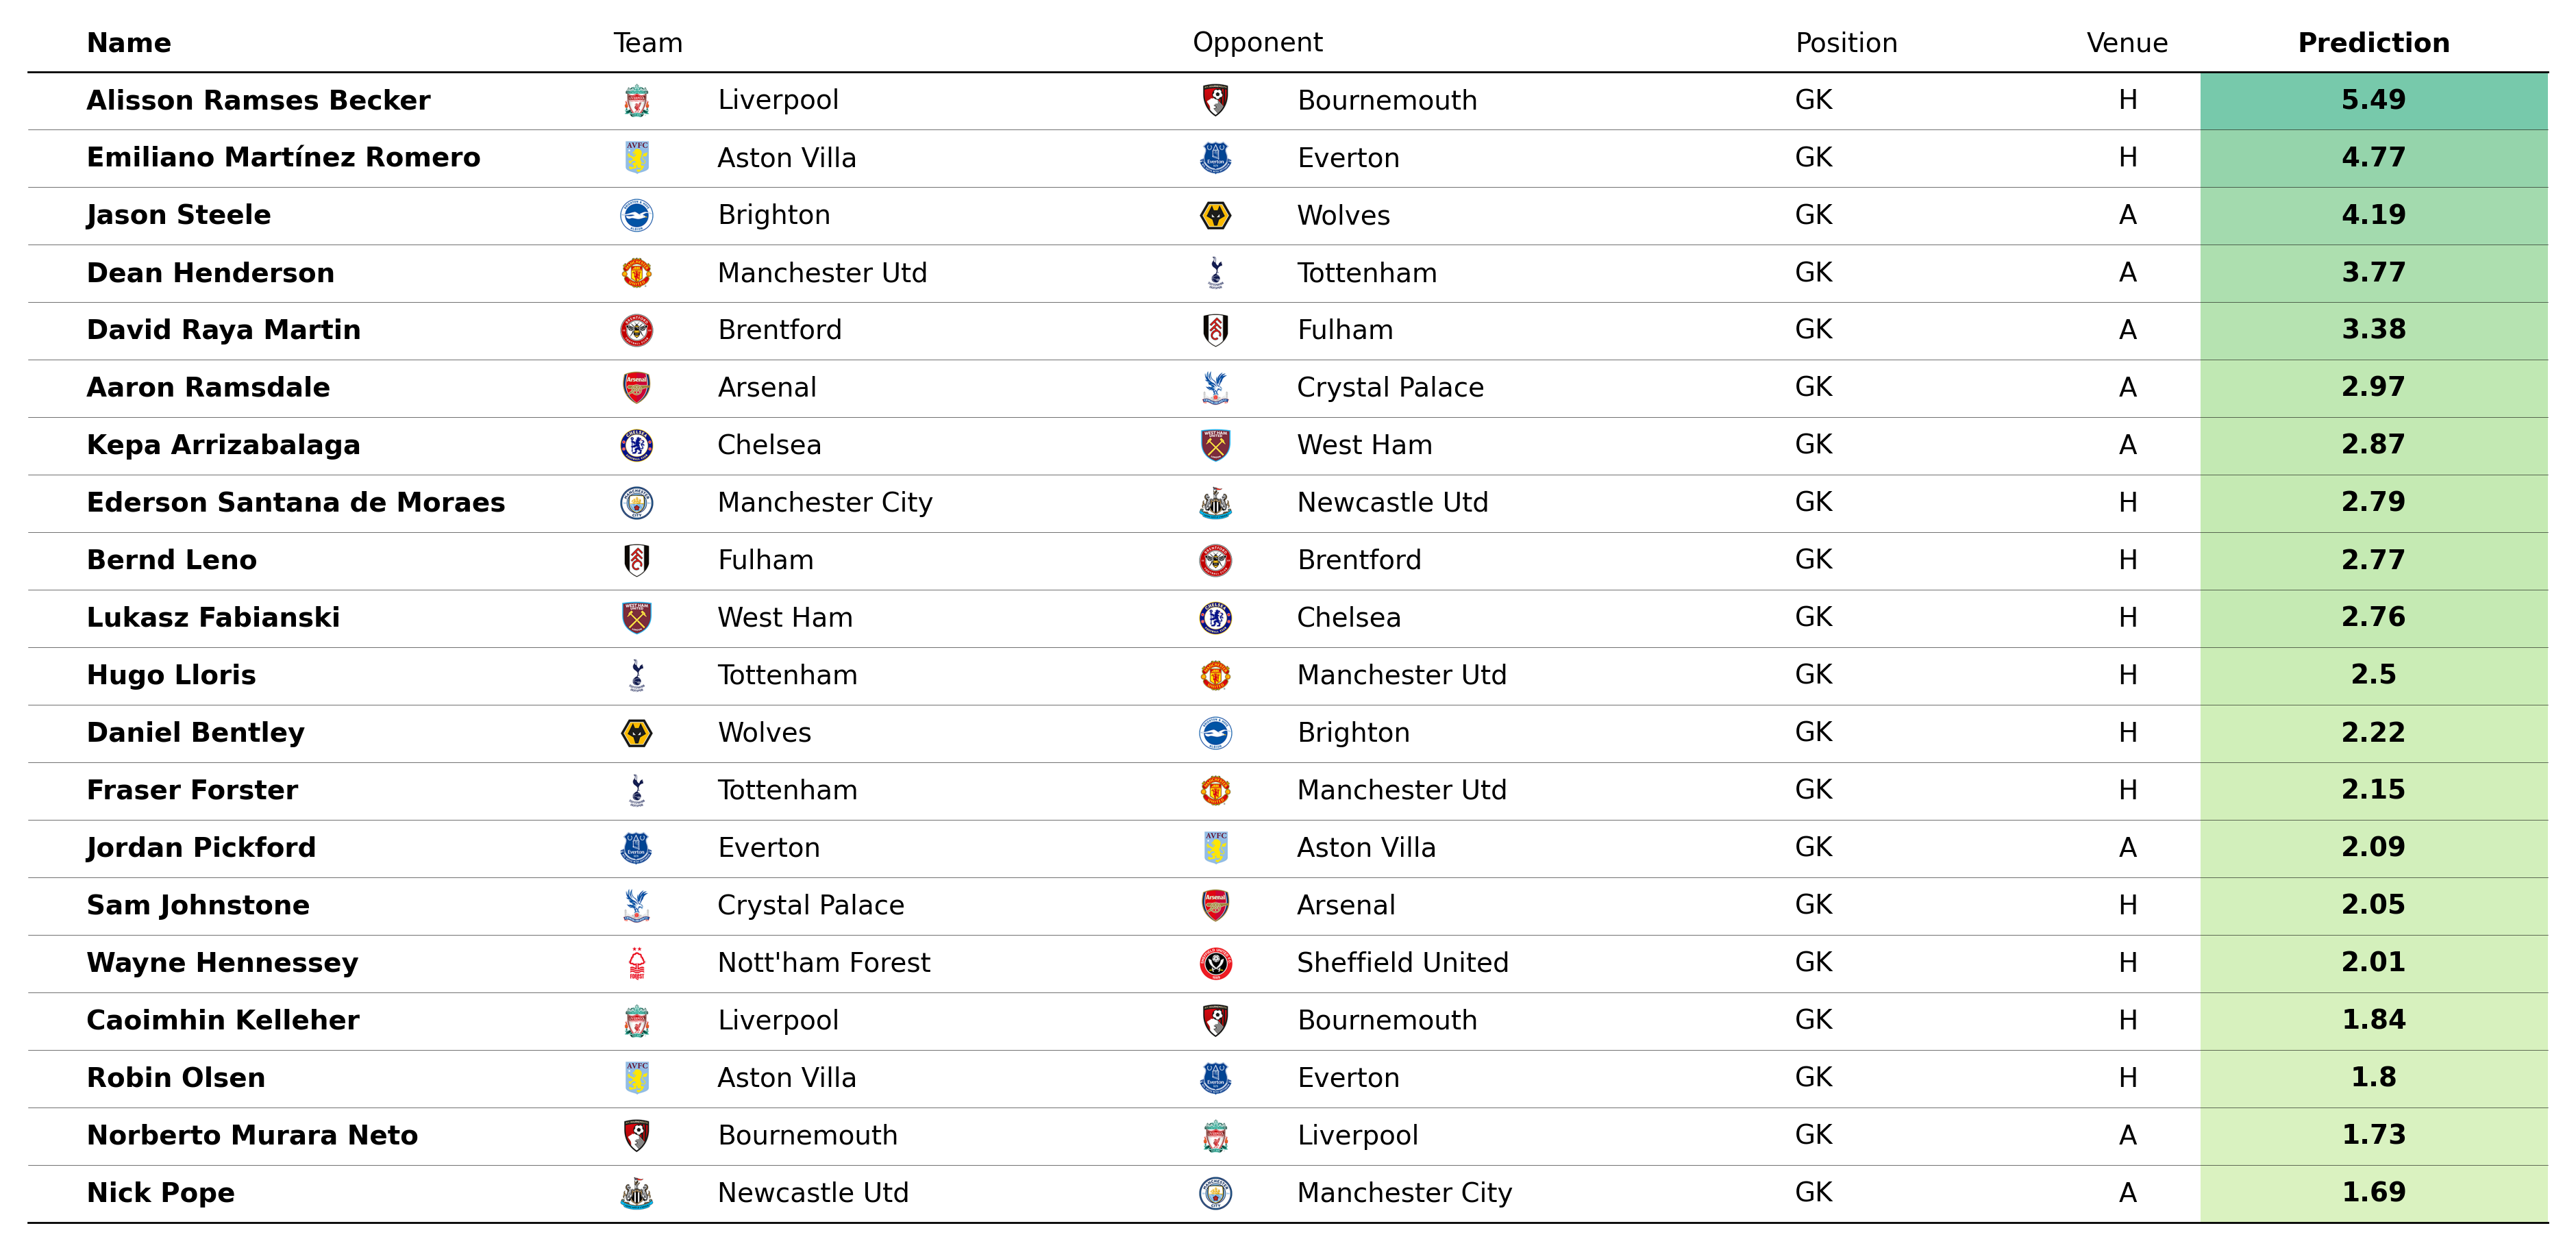 Name Team Opponent Position Venue Prediction
Alisson Ramses Becker Liverpool Bournemouth GK H 5.49
Emiliano Martínez Romero Aston Villa Everton GK H 4.77
Jason Steele Brighton Wolves GK A 4.19
Dean Henderson Manchester Utd Tottenham GK A 3.77
David Raya Martin Brentford Fulham GK A 3.38
Aaron Ramsdale Arsenal Crystal Palace GK A 2.97
Kepa Arrizabalaga Chelsea West Ham GK A 2.87
Ederson Santana de Moraes Manchester City Newcastle Utd GK H 2.79
Bernd Leno Fulham Brentford GK H 2.77
Lukasz Fabianski West Ham Chelsea GK H 2.76
Hugo Lloris Tottenham Manchester Utd GK H 2.5
Daniel Bentley Wolves Brighton GK H 2.22
Fraser Forster Tottenham Manchester Utd GK H 2.15
Jordan Pickford Everton Aston Villa GK A 2.09
Sam Johnstone Crystal Palace Arsenal GK H 2.05
Wayne Hennessey Nott'ham Forest Sheffield United GK H 2.01
Caoimhin Kelleher Liverpool Bournemouth GK H 1.84
Robin Olsen Aston Villa Everton GK H 1.8
Norberto Murara Neto Bournemouth Liverpool GK A 1.73
Nick Pope Newcastle Utd Manchester City GK A 1.69